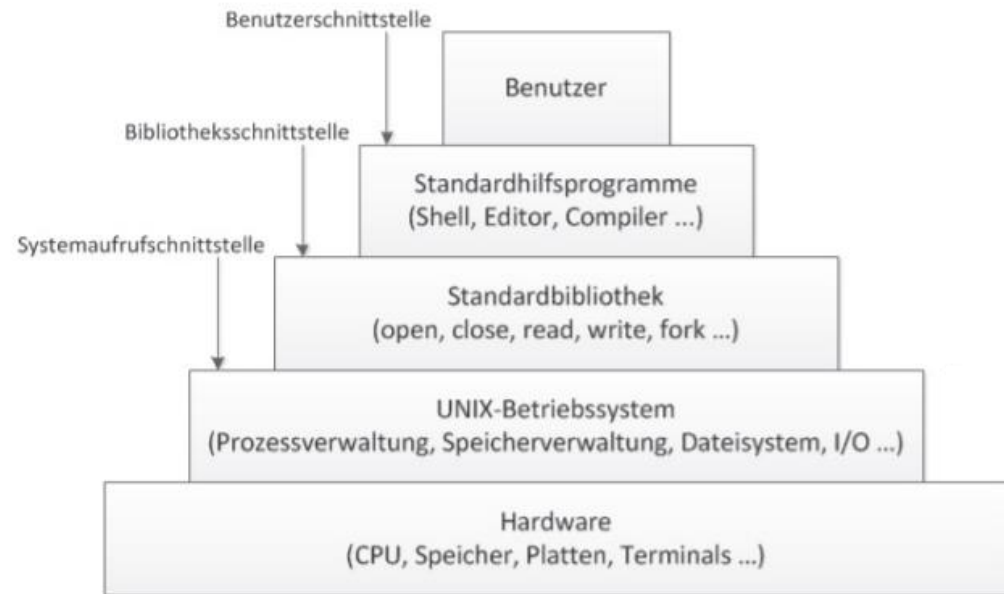 Benutzerschnittstelle
Benutzer
Bibliotheksschnittstelle
Standardhilfsprogramme
(Shell, Editor, Compiler ...)
Systemaufrufschnittstelle
Standardbibliothek
(open, close, read, write, fork ...)
UNIX-Betriebssystem
(Prozessverwaltung, Speicherverwaltung, Dateisystem, I/O ...)
Hardware
(CPU, Speicher, Platten, Terminals ...)